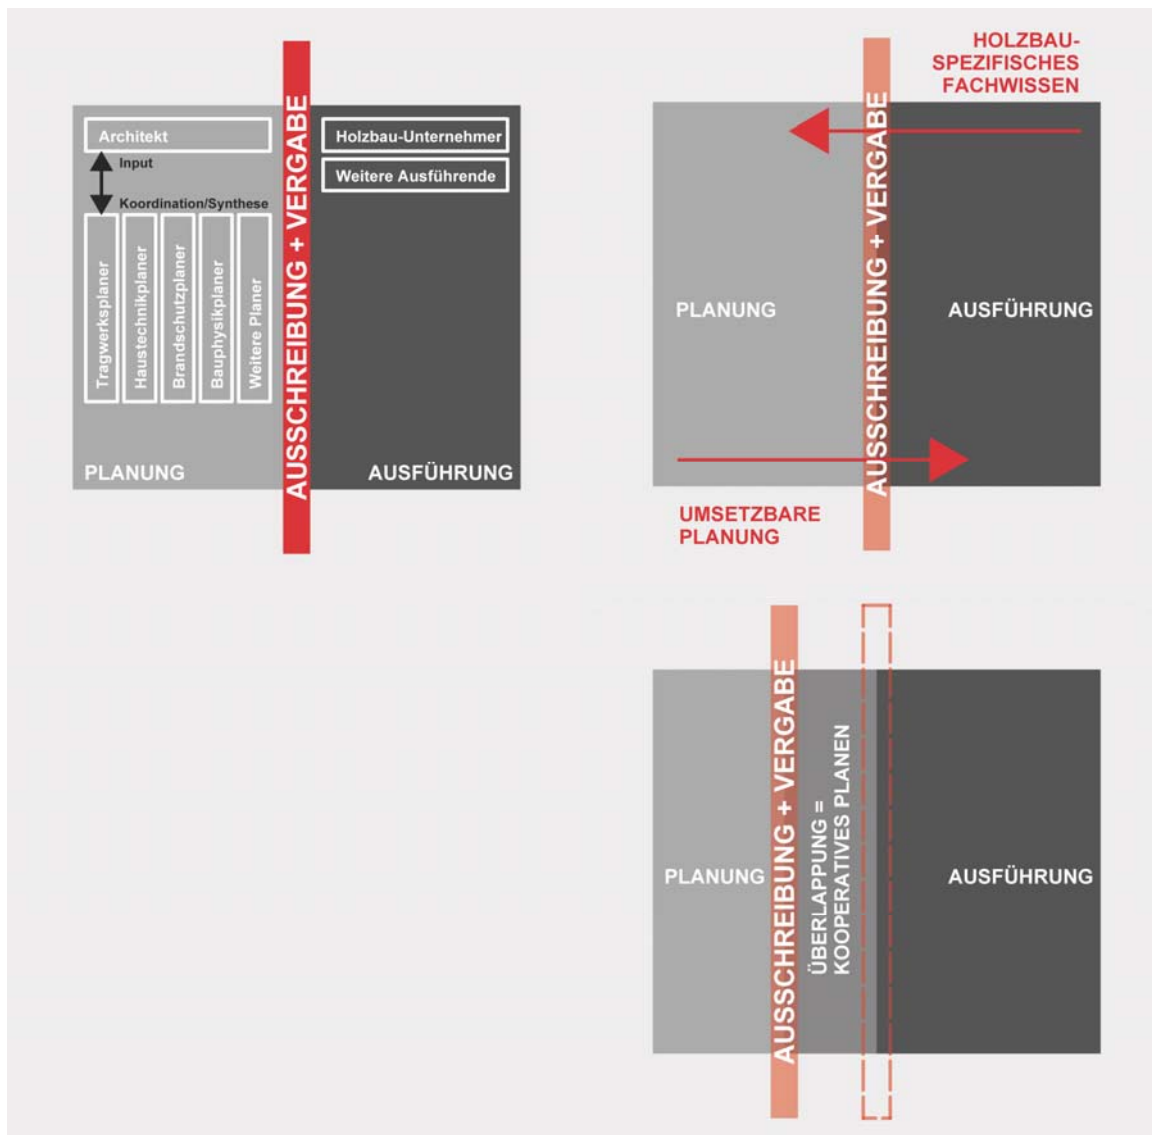 Architekt
Input
Koordination/Synthese
Tragwerksplaner
Haustechnikplaner
Brandschutzplaner
Bauphysikplaner
Weitere Planer
PLANUNG
AUSSCHREIBUNG + VERGABE
Holzbau-Unternehmer
Weitere Ausführende
AUSFÜHRUNG
HOLZBAU-
SPEZIFISCHES
FACHWISSEN
PLANUNG
AUSSCHREIBUNG + VERGABE
AUSFÜHRUNG
UMSETZBARE
PLANUNG
PLANUNG
AUSSCHREIBUNG + VERGABE
ÜBERLAPPUNG =
KOOPERATIVES PLANEN
AUSFÜHRUNG